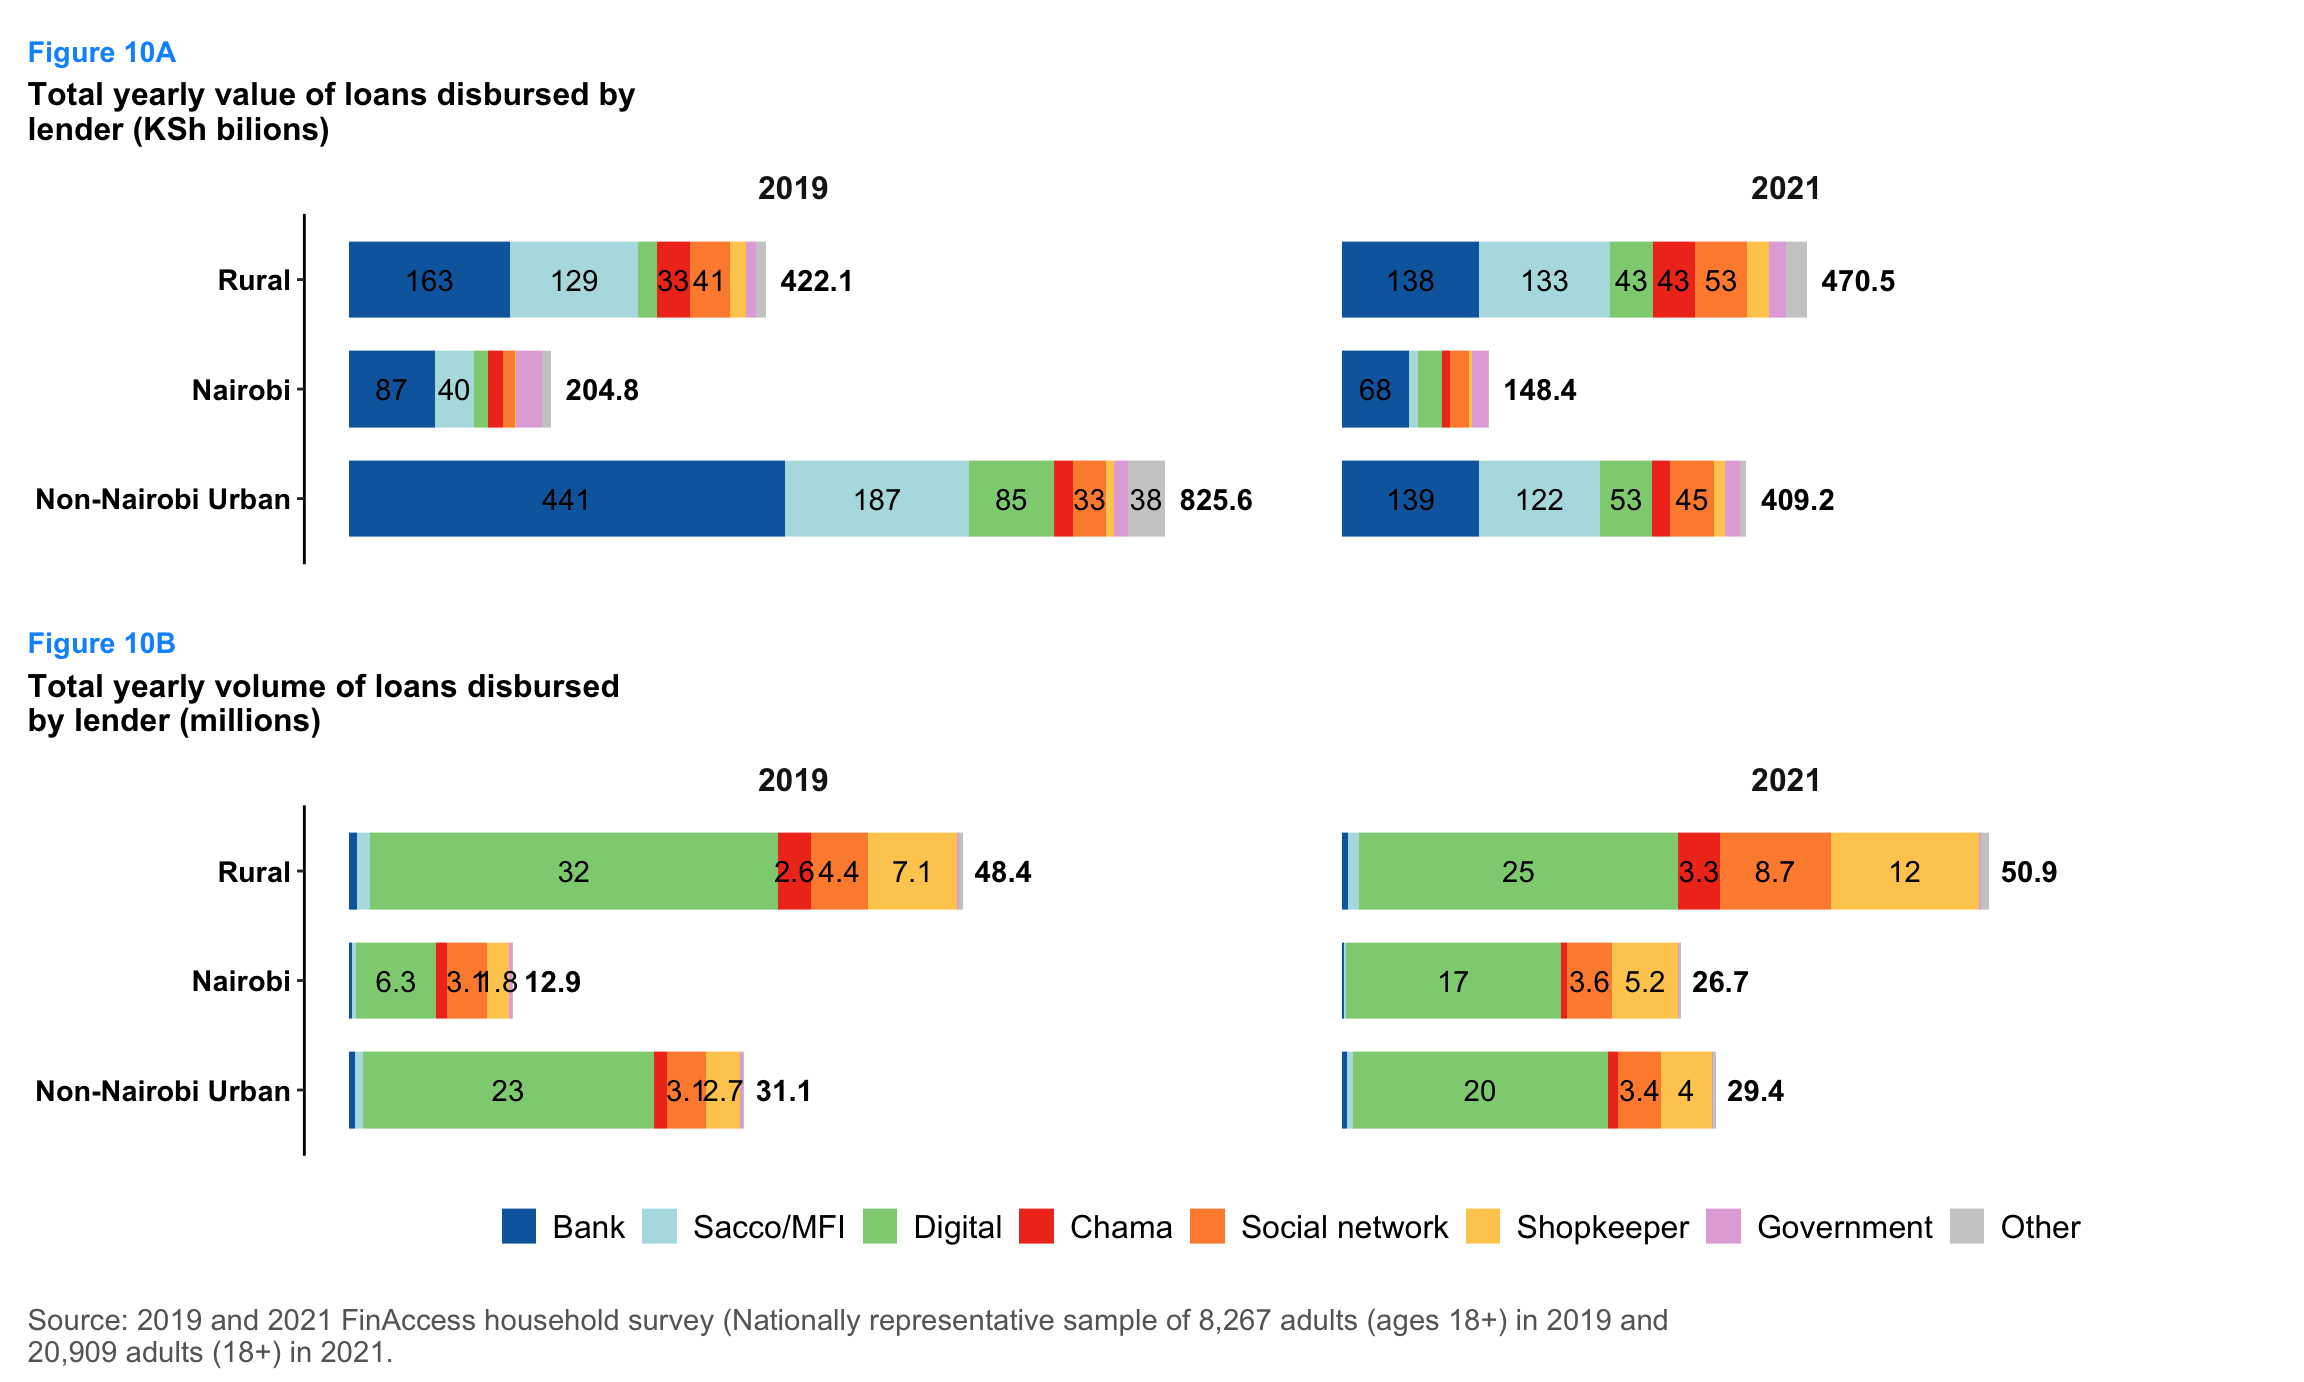 Figure 10A
Total yearly value of loans disbursed by
lender (KSh bilions)
2019 2021
Rural 163 129 33 41 422.1 138 133 43 43 53 470.5
Nairobi 87 40 204.8 68 148.4
Non-Nairobi Urban 441 187 85 33 38 825.6 139 122 53 45 409.2
Figure 10B
Total yearly volume of loans disbursed
by lender (millions)
2019 2021
Rural 32 2.6 4.4 7.1 48.4 25 3.3 8.7 12 50.9
Nairobi 6.3 3.1 1.8 12.9 17 3.6 5.2 26.7
Non-Nairobi Urban 23 3.1 2.7 31.1 20 3.4 4 29.4
Bank Sacco/MFI Digital Chama Social network Shopkeeper Government Other
Source: 2019 and 2021 FinAccess household survey (Nationally representative sample of 8,267 adults (ages 18+) in 2019 and
20,909 adults (18+) in 2021.